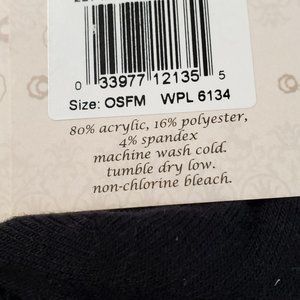 0 33977 12135 5
Size: OSFM WPL 6134
80% acrylic, 16% polyester,
4% spandex
machine wash cold.
tumble dry low.
non-chlorine bleach.